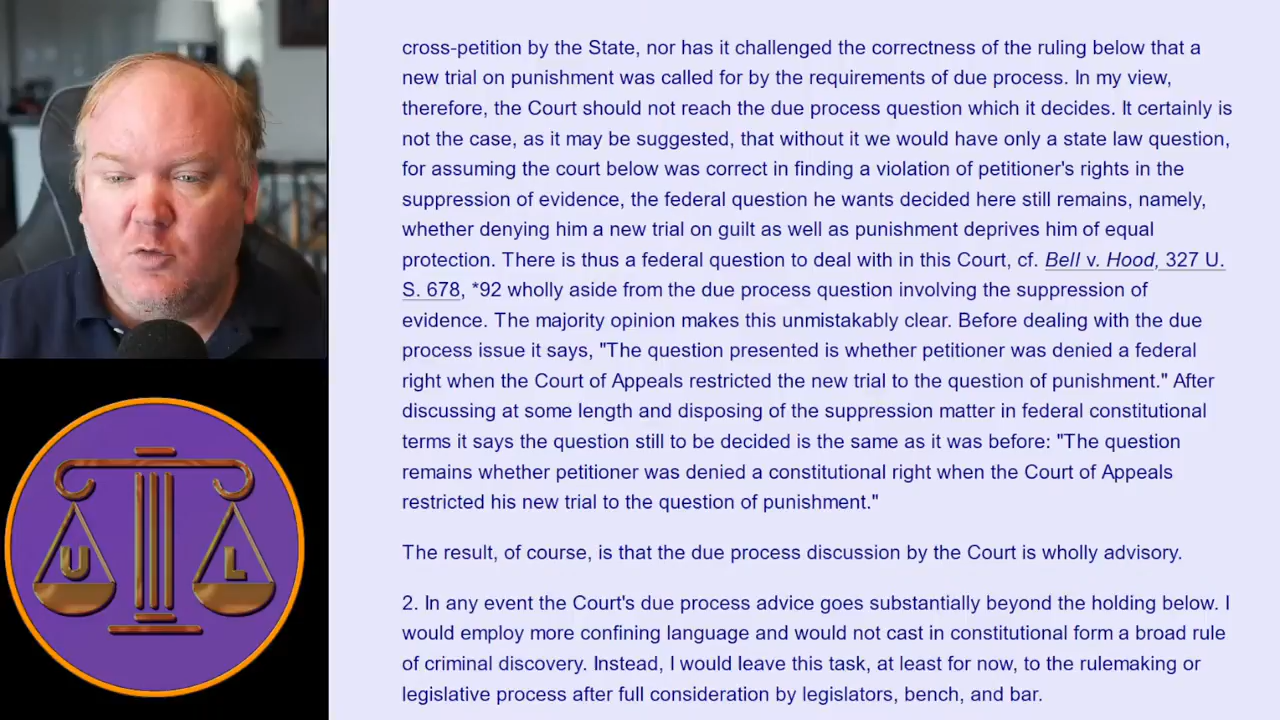 cross-petition by the State, nor has it challenged the correctness of the ruling below that a
new trial on punishment was called for by the requirements of due process. In my view,
therefore, the Court should not reach the due process question which it decides. It certainly is
not the case, as it may be suggested, that without it we would have only a state law question,
for assuming the court below was correct in finding a violation of petitioner's rights in the
suppression of evidence, the federal question he wants decided here still remains, namely,
whether denying him a new trial on guilt as well as punishment deprives him of equal
protection. There is thus a federal question to deal with in this Court, cf. Bell v. Hood, 327 U.
S. 678, *92 wholly aside from the due process question involving the suppression of
evidence. The majority opinion makes this unmistakably clear. Before dealing with the due
process issue it says, "The question presented is whether petitioner was denied a federal
right when the Court of Appeals restricted the new trial to the question of punishment." After
discussing at some length and disposing of the suppression matter in federal constitutional
terms it says the question still to be decided is the same as it was before: "The question
remains whether petitioner was denied a constitutional right when the Court of Appeals
restricted his new trial to the question of punishment."
The result, of course, is that the due process discussion by the Court is wholly advisory.
2. In any event the Court's due process advice goes substantially beyond the holding below. I
would employ more confining language and would not cast in constitutional form a broad rule
of criminal discovery. Instead, I would leave this task, at least for now, to the rulemaking or
legislative process after full consideration by legislators, bench, and bar.
U L